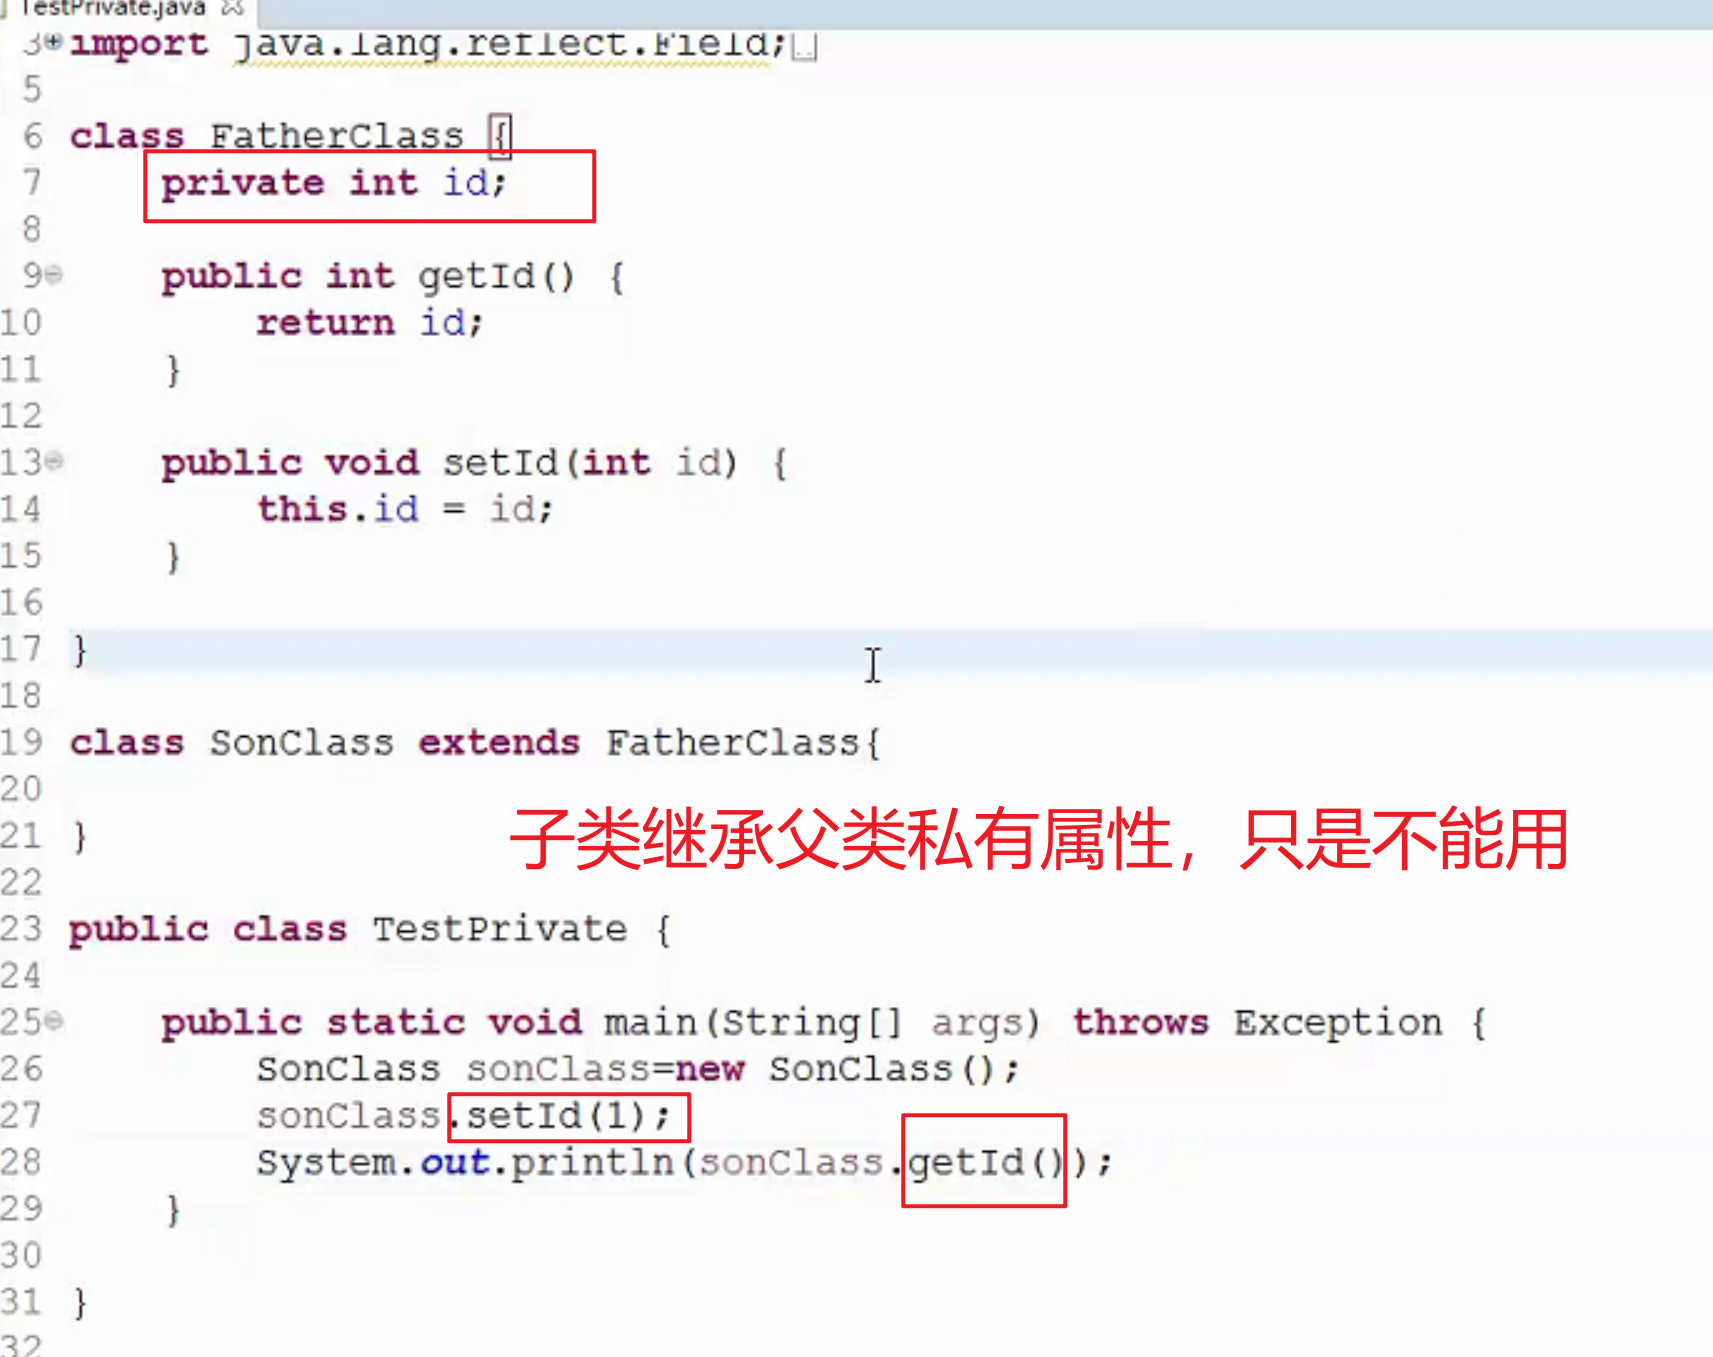 TestPrivate.java
3 import java.lang.reflect.Field;
5
6 class FatherClass {
7 private int id;
8
9 public int getId() {
10 return id;
11 }
12
13 public void setId(int id) {
14 this.id = id;
15 }
16
17 }
18
19 class SonClass extends FatherClass{
20
子类继承父类私有属性，只是不能用
21 }
22
23 public class TestPrivate {
24
25 public static void main(String[] args) throws Exception {
26 SonClass sonClass=new SonClass();
27 sonClass.setId(1);
28 System.out.println(sonClass.getId());
29 }
30
31 }
32